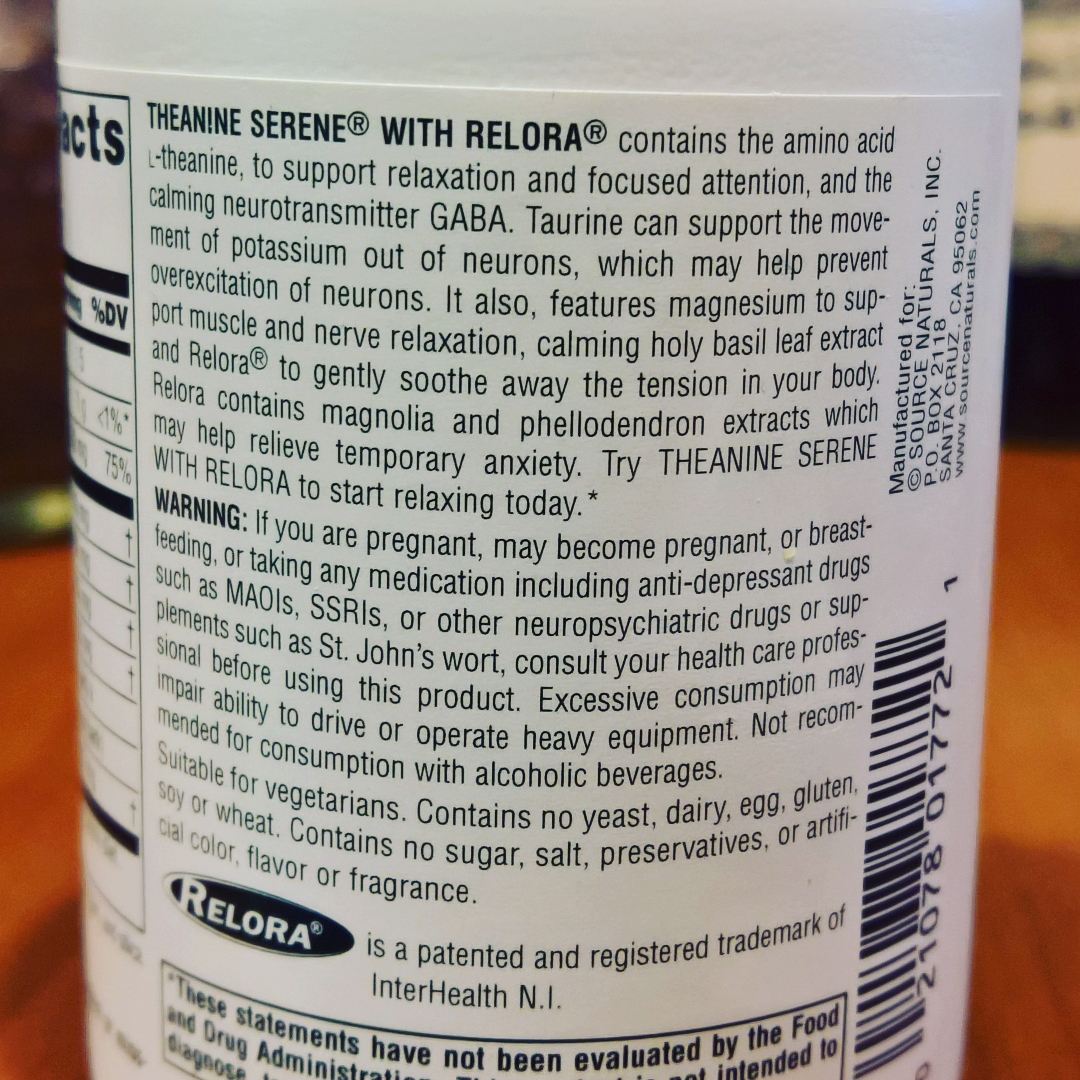 acts
%DV
<1%*
75%
†
†
†
†
†
THEANINE SERENE® WITH RELORA® contains the amino acid
L-theanine, to support relaxation and focused attention, and the
calming neurotransmitter GABA. Taurine can support the move-
ment of potassium out of neurons, which may help prevent
overexcitation of neurons. It also, features magnesium to sup-
port muscle and nerve relaxation, calming holy basil leaf extract
and Relora® to gently soothe away the tension in your body.
Relora contains magnolia and phellodendron extracts which
may help relieve temporary anxiety. Try THEANINE SERENE
WITH RELORA to start relaxing today.*
WARNING: If you are pregnant, may become pregnant, or breast-
feeding, or taking any medication including anti-depressant drugs
such as MAOIs, SSRIs, or other neuropsychiatric drugs or sup-
plements such as St. John's wort, consult your health care profes-
sional before using this product. Excessive consumption may
impair ability to drive or operate heavy equipment. Not recom-
mended for consumption with alcoholic beverages.
Suitable for vegetarians. Contains no yeast, dairy, egg, gluten,
soy or wheat. Contains no sugar, salt, preservatives, or artifi-
cial color, flavor or fragrance.
RELORA® is a patented and registered trademark of
InterHealth N.I.
*These statements have not been evaluated by the Food
and Drug Administration. not intended to
diagnose
Manufactured for:
© SOURCE NATURALS, INC.
P.O. BOX 2118
SANTA CRUZ, CA 95062
www.sourcenaturals.com
21078 01772 1